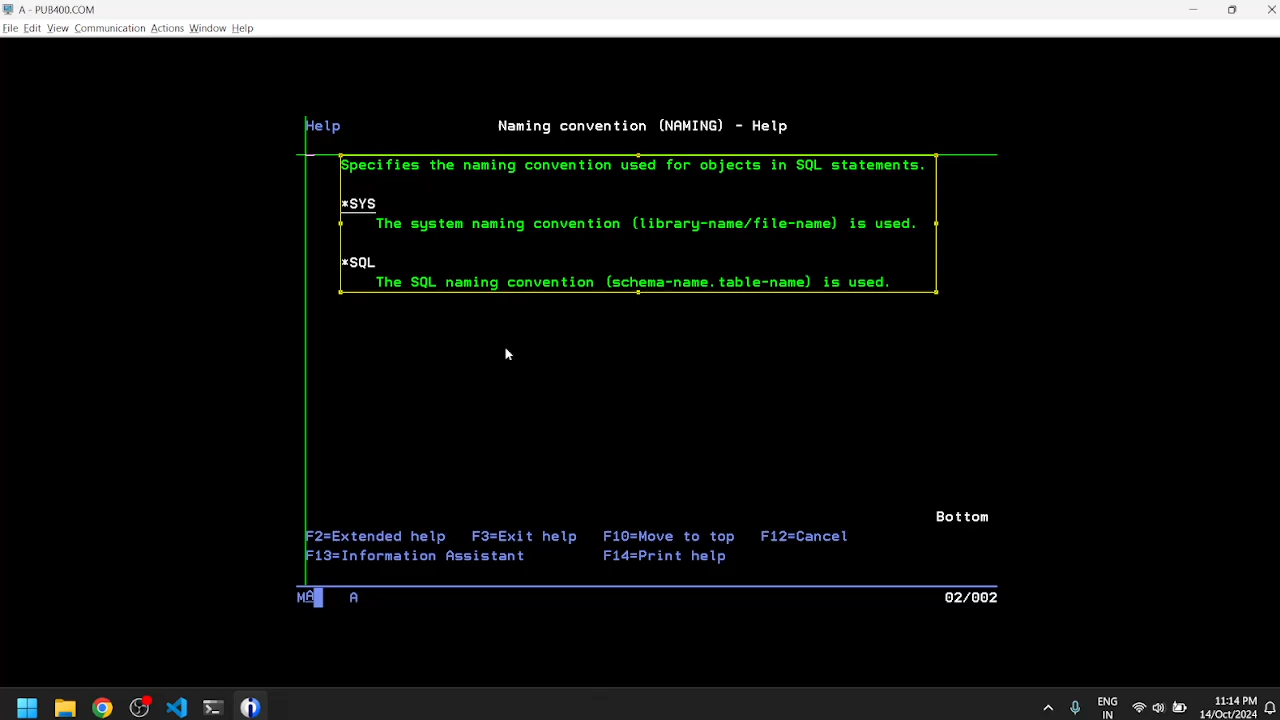 A - PUB400.COM
File Edit View Communication Actions Window Help
Help Naming convention (NAMING) - Help
Specifies the naming convention used for objects in SQL statements.
*SYS
The system naming convention (library-name/file-name) is used.
*SQL
The SQL naming convention (schema-name.table-name) is used.
Bottom
F2=Extended help F3=Exit help F10=Move to top F12=Cancel
F13=Information Assistant F14=Print help
MA A 02/002
ENG 11:14 PM
IN 14/Oct/2024